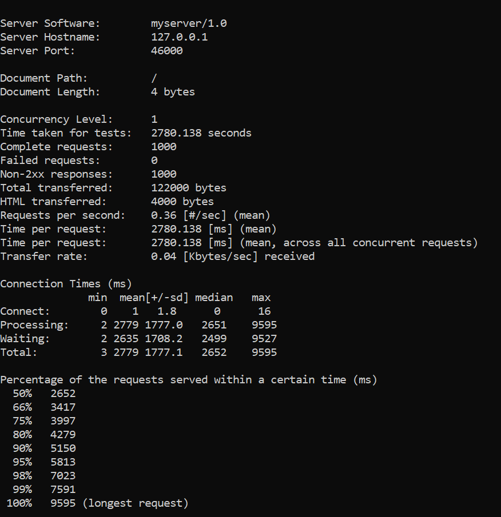 Server Software:        myserver/1.0
Server Hostname:        127.0.0.1
Server Port:            46000
Document Path:          /
Document Length:        4 bytes
Concurrency Level:      1
Time taken for tests:   2780.138 seconds
Complete requests:      1000
Failed requests:        0
Non-2xx responses:      1000
Total transferred:      122000 bytes
HTML transferred:       4000 bytes
Requests per second:    0.36 [#/sec] (mean)
Time per request:       2780.138 [ms] (mean)
Time per request:       2780.138 [ms] (mean, across all concurrent requests)
Transfer rate:          0.04 [Kbytes/sec] received
Connection Times (ms)
              min  mean[+/-sd] median   max
Connect:        0    1   1.8      0      16
Processing:     2 2779 1777.0   2651    9595
Waiting:        2 2635 1708.2   2499    9527
Total:          3 2779 1777.1   2652    9595
Percentage of the requests served within a certain time (ms)
  50%   2652
  66%   3417
  75%   3997
  80%   4279
  90%   5150
  95%   5813
  98%   7023
  99%   7591
 100%   9595 (longest request)